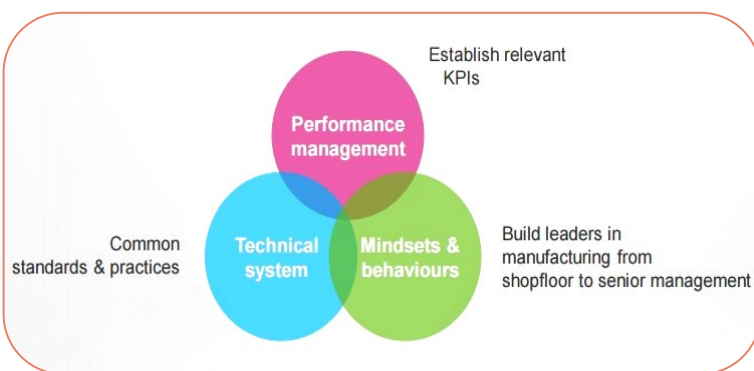 Establish relevant
KPIs
Performance
management
Common
standards & practices
Technical
system
Mindsets &
behaviours
Build leaders in
manufacturing from
shopfloor to senior management